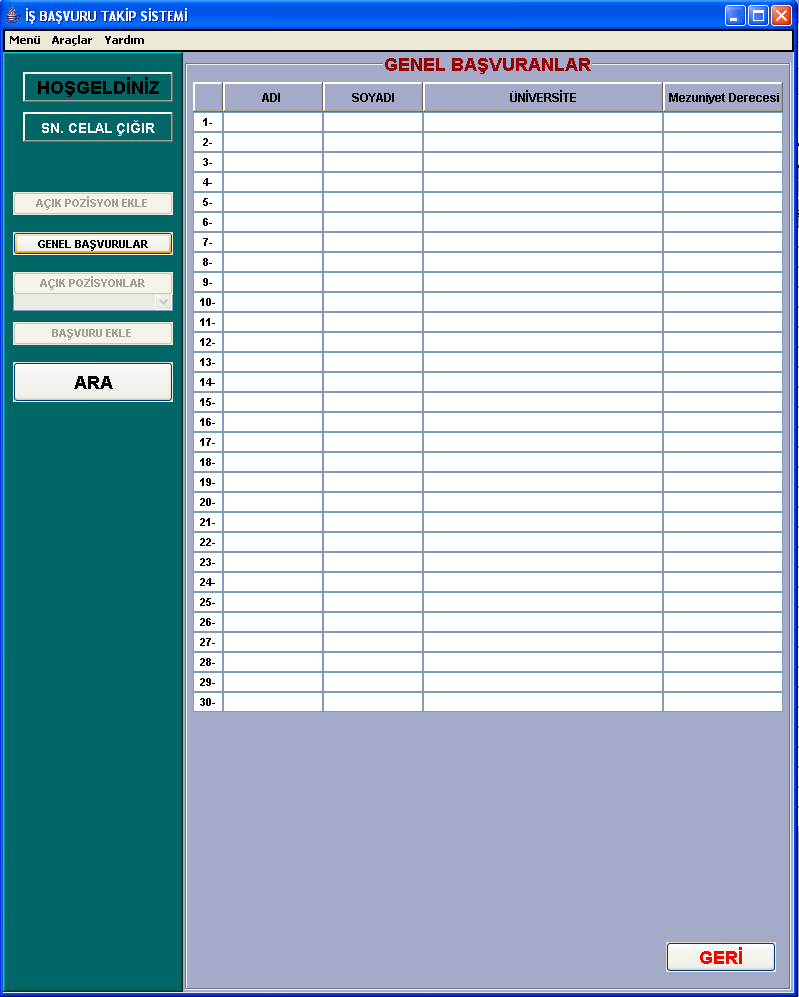 İŞ BAŞVURU TAKİP SİSTEMİ
Menü Araçlar Yardım
HOŞGELDİNİZ
SN. CELAL ÇIĞIR
AÇIK POZİSYON EKLE
GENEL BAŞVURULAR
AÇIK POZİSYONLAR
BAŞVURU EKLE
ARA
GENEL BAŞVURANLAR
ADI SOYADI ÜNİVERSİTE Mezuniyet Derecesi
1-
2-
3-
4-
5-
6-
7-
8-
9-
10-
11-
12-
13-
14-
15-
16-
17-
18-
19-
20-
21-
22-
23-
24-
25-
26-
27-
28-
29-
30-
GERİ